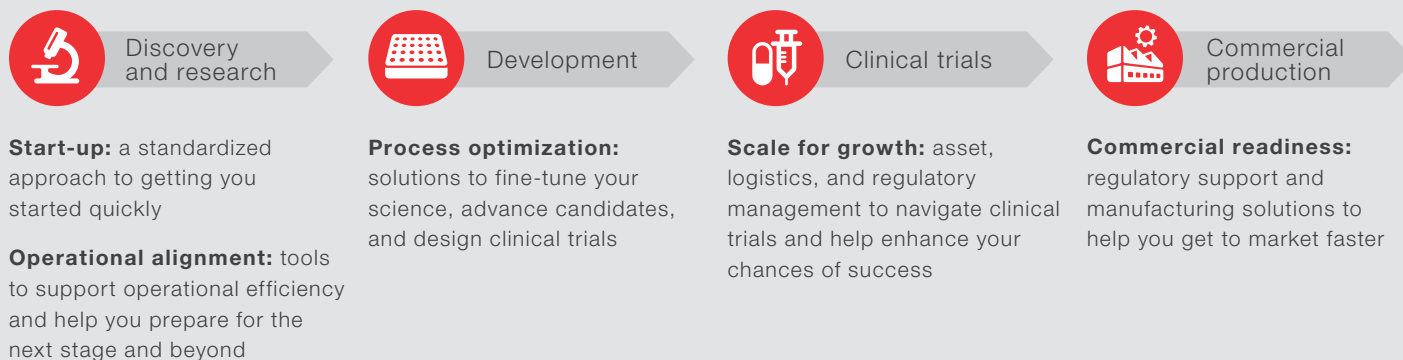 Discovery
and research
Development
Clinical trials
Commercial
production
Start-up: a standardized
approach to getting you
started quickly
Operational alignment: tools
to support operational efficiency
and help you prepare for the
next stage and beyond
Process optimization:
solutions to fine-tune your
science, advance candidates,
and design clinical trials
Scale for growth: asset,
logistics, and regulatory
management to navigate clinical
trials and help enhance your
chances of success
Commercial readiness:
regulatory support and
manufacturing solutions to
help you get to market faster